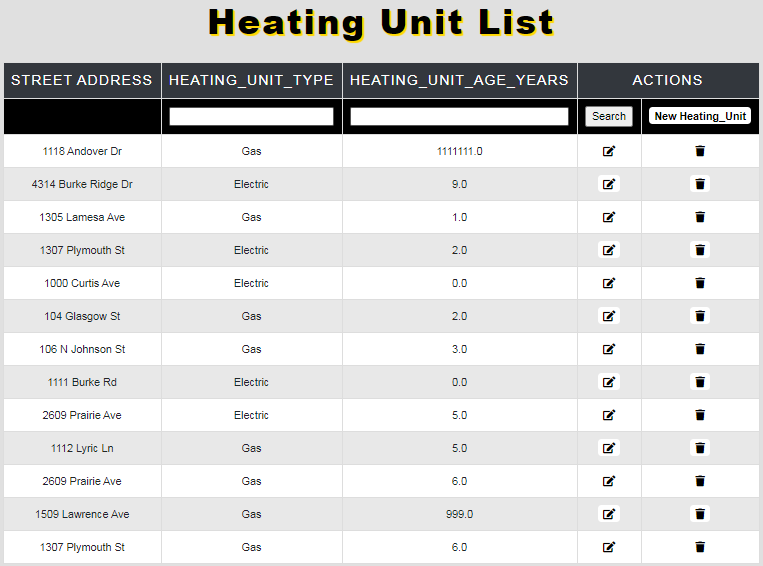 Heating Unit List
STREET ADDRESS HEATING_UNIT_TYPE HEATING_UNIT_AGE_YEARS ACTIONS
Search New Heating_Unit
1118 Andover Dr Gas 1111111.0
4314 Burke Ridge Dr Electric 9.0
1305 Lamesa Ave Gas 1.0
1307 Plymouth St Electric 2.0
1000 Curtis Ave Electric 0.0
104 Glasgow St Gas 2.0
106 N Johnson St Gas 3.0
1111 Burke Rd Electric 0.0
2609 Prairie Ave Electric 5.0
1112 Lyric Ln Gas 5.0
2609 Prairie Ave Gas 6.0
1509 Lawrence Ave Gas 999.0
1307 Plymouth St Gas 6.0